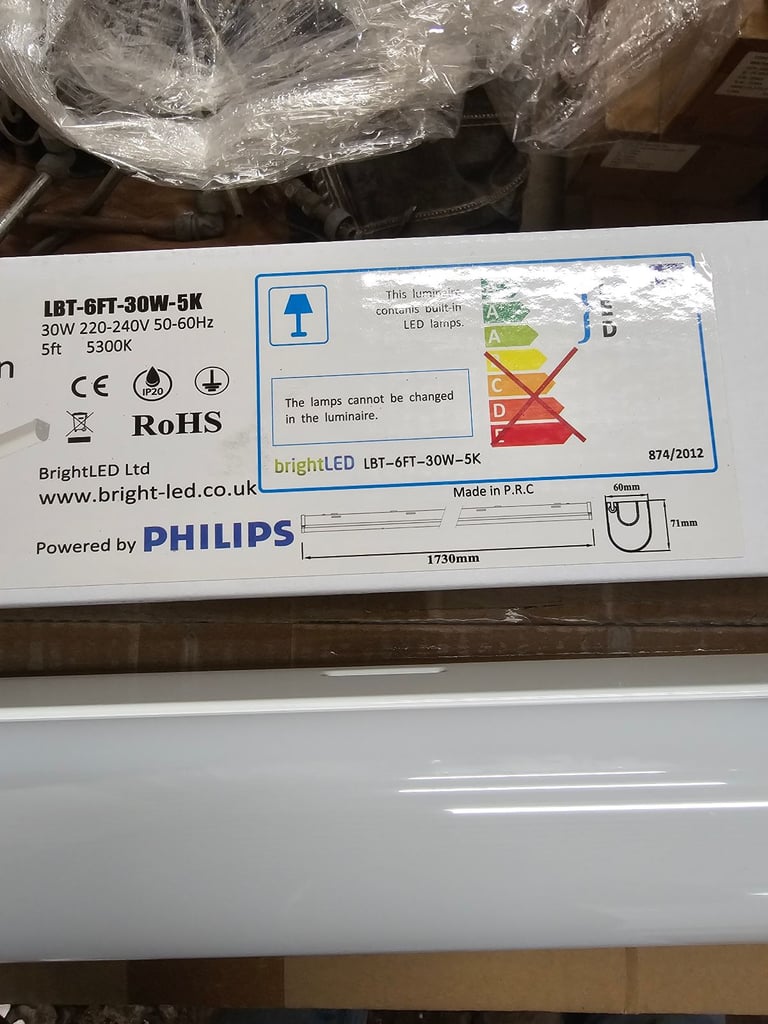 LBT-6FT-30W-5K
30W 220-240V 50-60Hz
5ft 5300K
n
CE
IP20
RoHS
BrightLED Ltd
www.bright-led.co.uk
Powered by PHILIPS
This luminaire
contanis built-in
LED lamps.
A
A
C
D
L
E
D
The lamps cannot be changed
in the luminaire.
brightLED LBT-6FT-30W-5K
874/2012
Made in P.R.C
1730mm
60mm
71mm